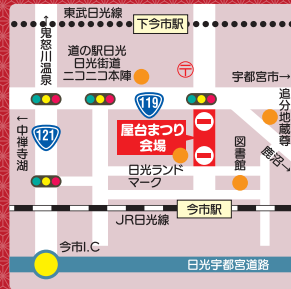 東武日光線
下今市駅
←鬼怒川温泉
道の駅日光
日光街道
ニコニコ本陣
〒
宇都宮市→
119
追分地蔵尊
121
屋台まつり
会場
←中禅寺湖
図書館
鹿沼→
日光ランド
マーク
今市駅
JR日光線
今市I.C
日光宇都宮道路